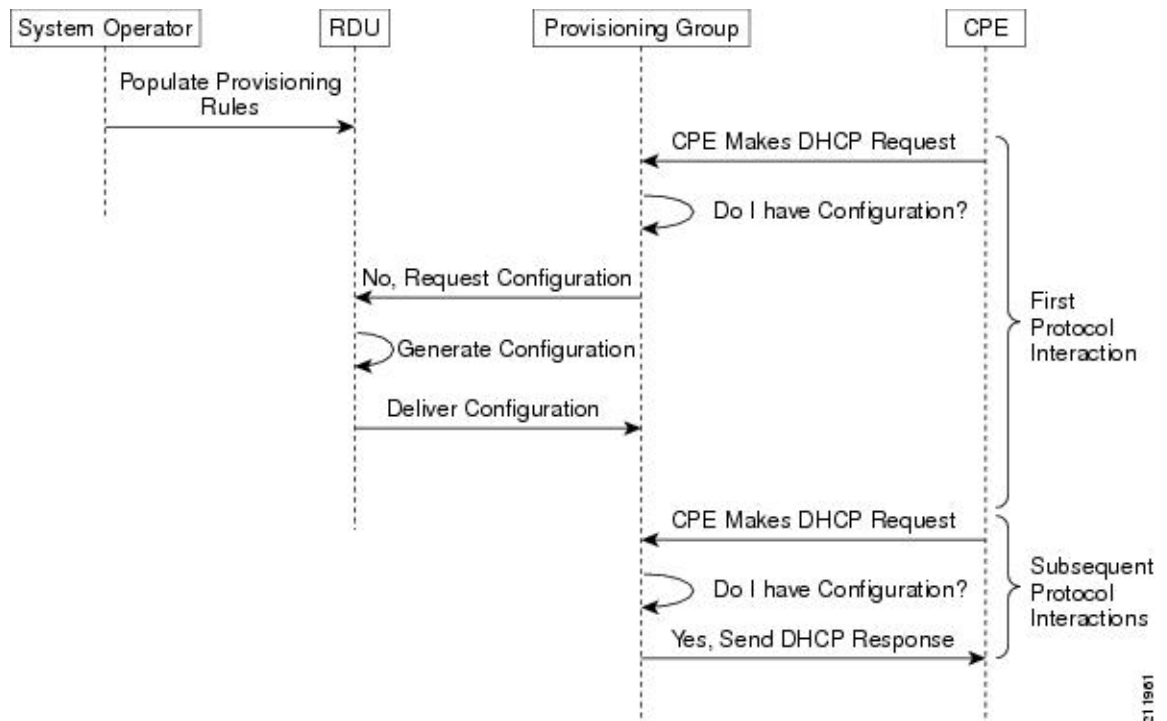 System Operator
RDU
Provisioning Group
CPE
Populate Provisioning
Rules
CPE Makes DHCP Request
Do I have Configuration?
No, Request Configuration
Generate Configuration
Deliver Configuration
First
Protocol
Interaction
CPE Makes DHCP Request
Do I have Configuration?
Yes, Send DHCP Response
Subsequent
Protocol
Interactions
211961